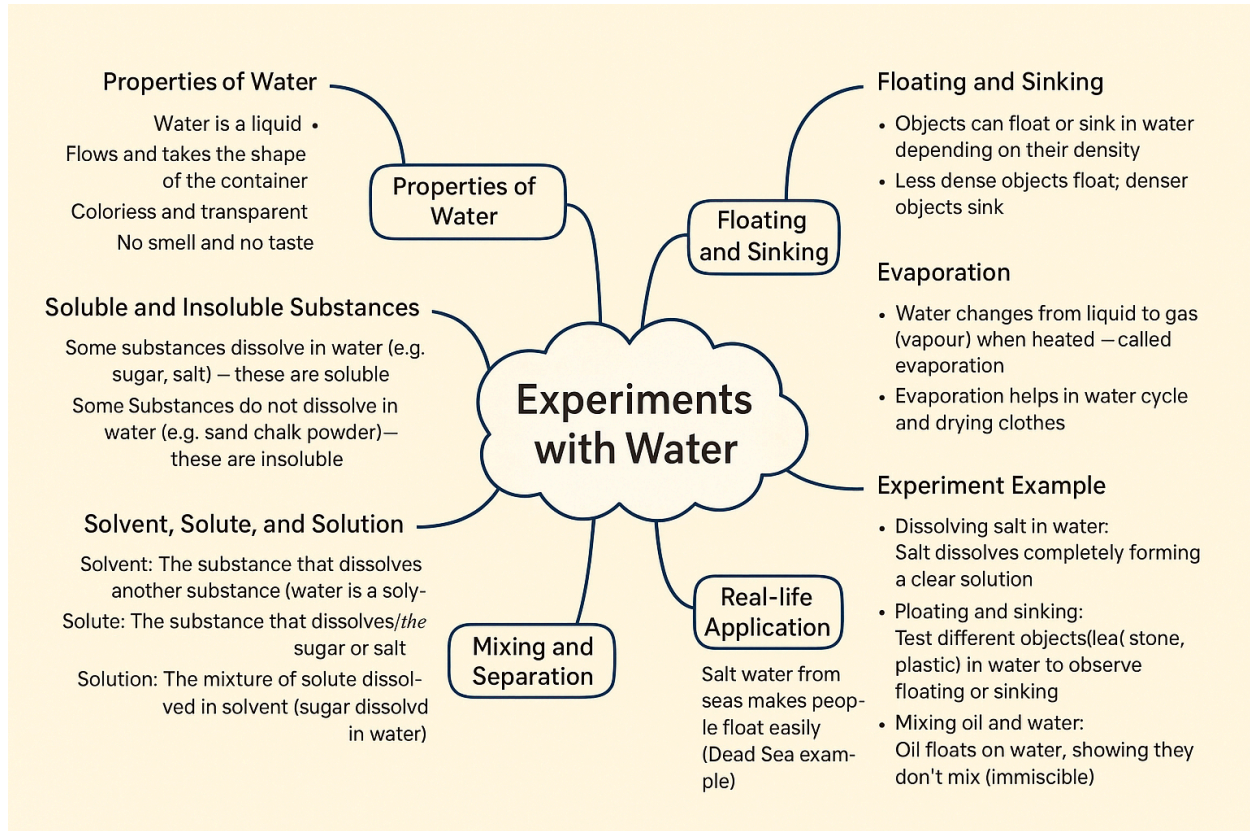 Properties of Water
Water is a liquid •
Flows and takes the shape
of the container
Coloriess and transparent
No smell and no taste
Properties of
Water
Soluble and Insoluble Substances
Some substances dissolve in water (e.g.
sugar, salt) – these are soluble
Some Substances do not dissolve in
water (e.g. sand chalk powder)—
these are insoluble
Solvent, Solute, and Solution
Solvent: The substance that dissolves
another substance (water is a soly-
Solute: The substance that dissolves/the
sugar or salt
Solution: The mixture of solute dissol-
ved in solvent (sugar dissolvd
in water)
Experiments
with Water
Mixing and
Separation
Floating
and Sinking
Floating and Sinking
• Objects can float or sink in water
depending on their density
• Less dense objects float; denser
objects sink
Evaporation
• Water changes from liquid to gas
(vapour) when heated – called
evaporation
• Evaporation helps in water cycle
and drying clothes
Experiment Example
• Dissolving salt in water:
Salt dissolves completely forming
a clear solution
• Ploating and sinking:
Test different objects(lea( stone,
plastic) in water to observe
floating or sinking
• Mixing oil and water:
Oil floats on water, showing they
don't mix (immiscible)
Real-life
Application
Salt water from
seas makes peop-
le float easily
(Dead Sea exam-
ple)